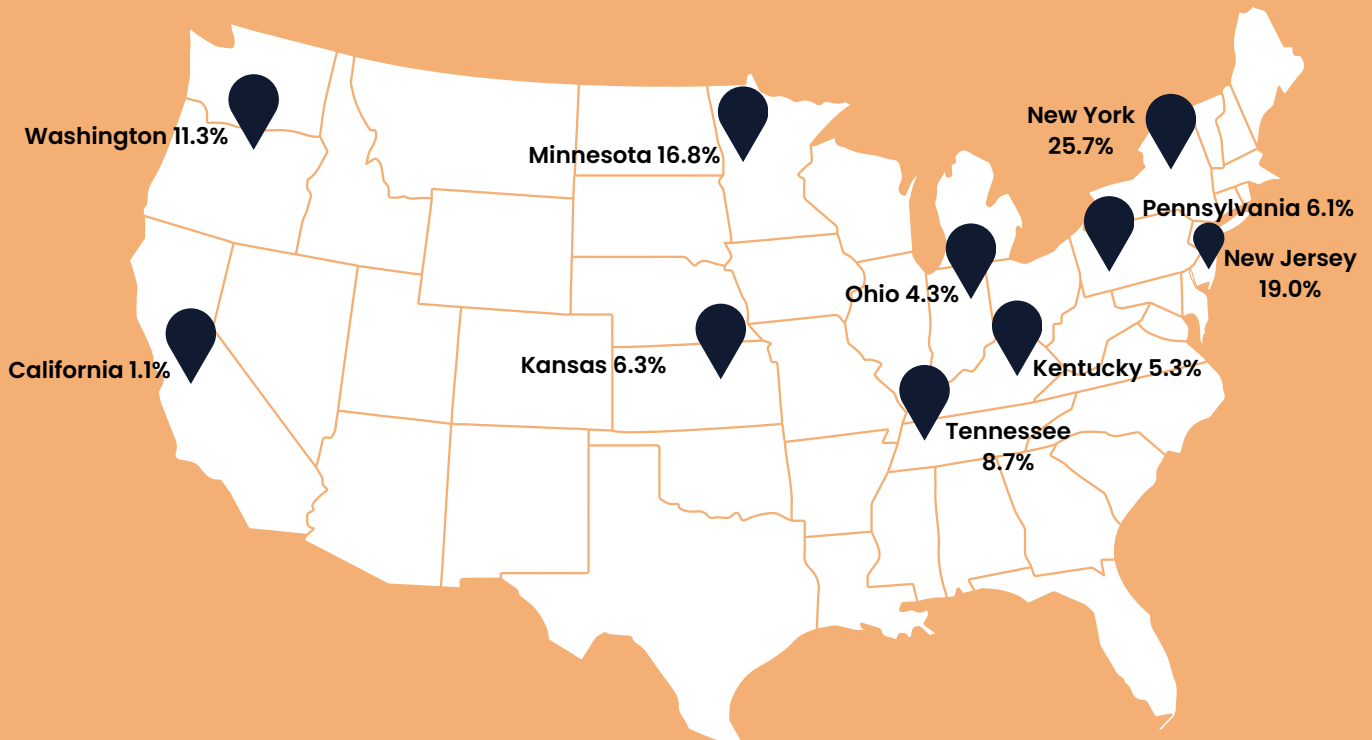 New York
25.7%
Washington 11.3%
Minnesota 16.8%
Pennsylvania 6.1%
New Jersey
19.0%
Ohio 4.3%
California 1.1%
Kansas 6.3%
Kentucky 5.3%
Tennessee
8.7%